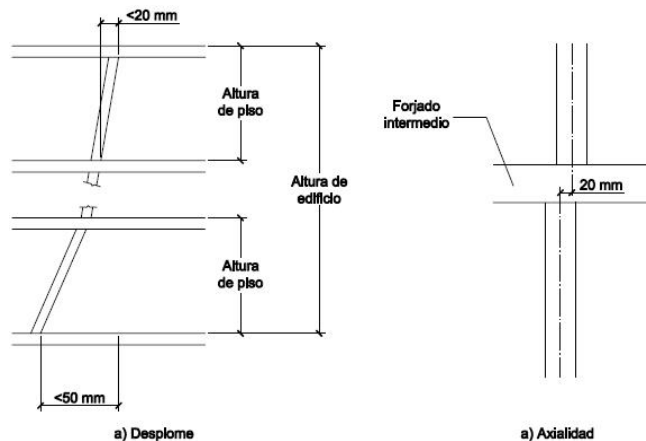 <20 mm
Altura
de piso
Altura de
edificio
Altura
de piso
<50 mm
a) Desplome
Forjado
intermedio
20 mm
a) Axialidad